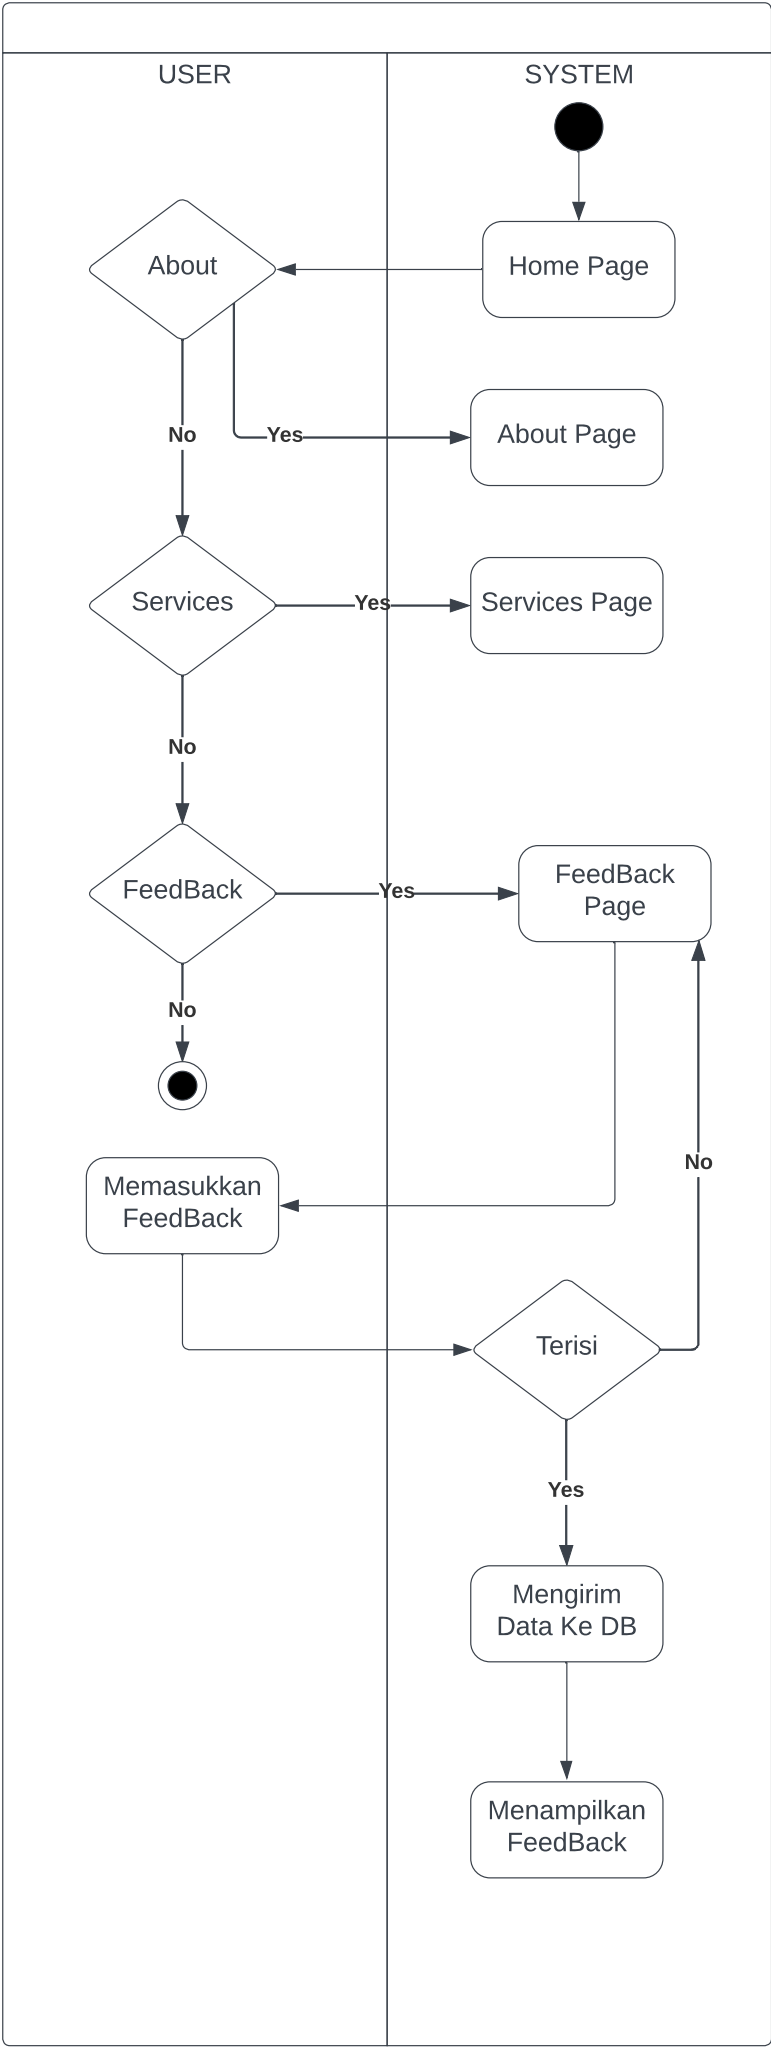 USER
SYSTEM
About
Home Page
No
Yes
About Page
Services
Yes
Services Page
No
FeedBack
Yes
FeedBack
Page
No
Memasukkan
FeedBack
No
Terisi
Yes
Mengirim
Data Ke DB
Menampilkan
FeedBack